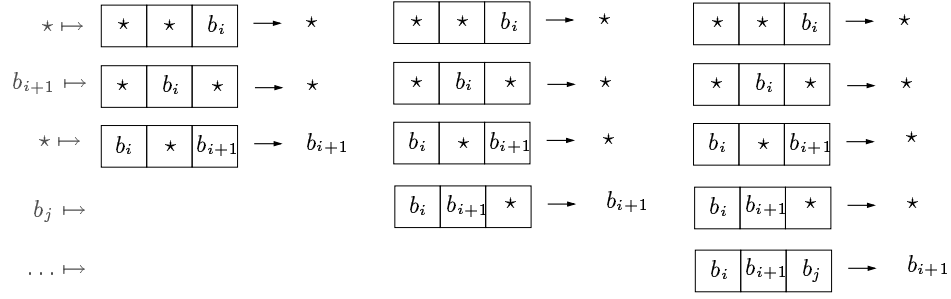 ⋆ ↦ ⋆ ⋆ b_i → ⋆ ⋆ ⋆ b_i → ⋆ ⋆ ⋆ b_i → ⋆
b_{i+1} ↦ ⋆ b_i ⋆ → ⋆ ⋆ b_i ⋆ → ⋆ ⋆ b_i ⋆ → ⋆
⋆ ↦ b_i ⋆ b_{i+1} → b_{i+1} b_i ⋆ b_{i+1} → ⋆ b_i ⋆ b_{i+1} → ⋆
b_j ↦ b_i b_{i+1} ⋆ → b_{i+1} b_i b_{i+1} ⋆ → ⋆
... ↦ b_i b_{i+1} b_j → b_{i+1}